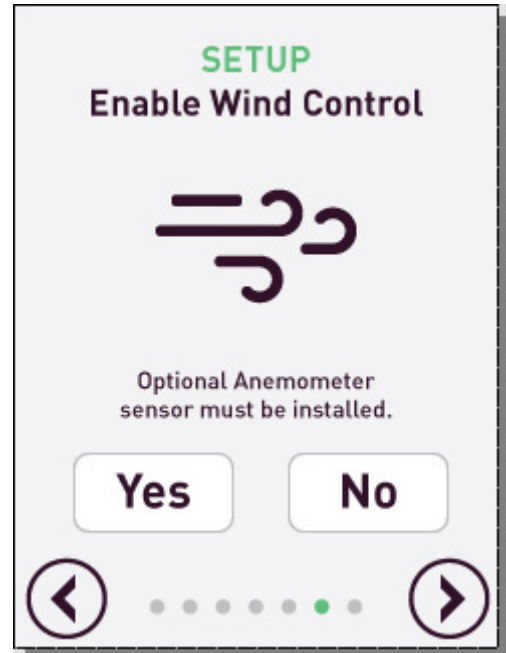 SETUP
Enable Wind Control
Optional Anemometer
sensor must be installed.
Yes No